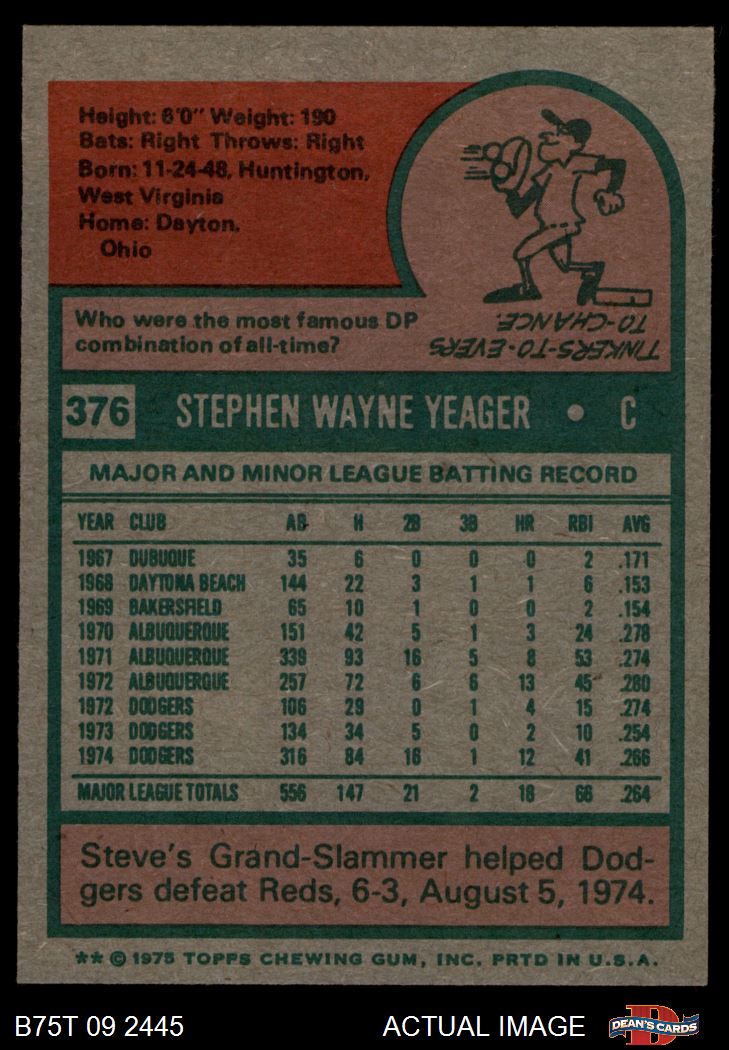 Height: 6'0" Weight: 190
Bats: Right Throws: Right
Born: 11-24-48, Huntington,
West Virginia
Home: Dayton,
Ohio
Who were the most famous DP
combination of all-time?
TINKERS-TO-EVERS
TO-CHANCE.
376 STEPHEN WAYNE YEAGER • C
MAJOR AND MINOR LEAGUE BATTING RECORD
YEAR CLUB AB H 2B 3B HR RBI AVG
1967 DUBUQUE 35 6 0 0 0 2 .171
1968 DAYTONA BEACH 144 22 3 1 1 6 .153
1969 BAKERSFIELD 65 10 1 0 0 2 .154
1970 ALBUQUERQUE 151 42 5 1 3 24 .278
1971 ALBUQUERQUE 339 93 16 5 8 53 .274
1972 ALBUQUERQUE 257 72 6 6 13 45 .280
1972 DODGERS 106 29 0 1 4 15 .274
1973 DODGERS 134 34 5 0 2 10 .254
1974 DODGERS 316 84 16 1 12 41 .266
MAJOR LEAGUE TOTALS 556 147 21 2 18 66 .264
Steve's Grand-Slammer helped Dod-
gers defeat Reds, 6-3, August 5, 1974.
** © 1975 TOPPS CHEWING GUM, INC. PRTD IN U.S.A.
B75T 09 2445 ACTUAL IMAGE DEAN'S CARDS